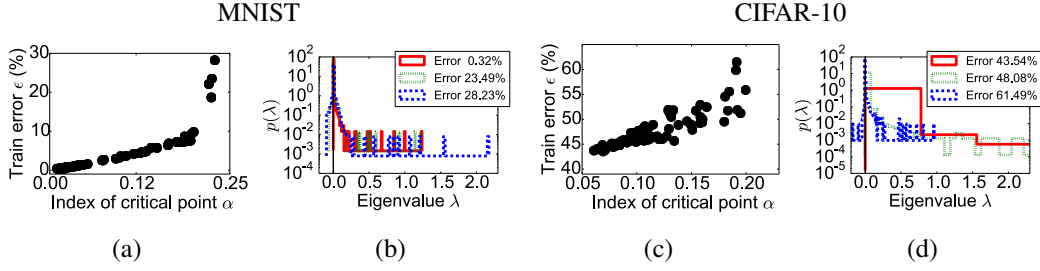 MNIST
CIFAR-10
Train error ϵ (%)
30
20
10
0
0.00
0.12
0.25
Index of critical point α
(a)
p(λ)
10²
10¹
10⁰
10⁻¹
10⁻²
10⁻³
10⁻⁴
Error 0.32%
Error 23.49%
Error 28.23%
0.0
0.5
1.0
1.5
2.0
Eigenvalue λ
(b)
Train error ϵ (%)
65
60
55
50
45
40
0.05
0.10
0.15
0.20
Index of critical point α
(c)
p(λ)
10²
10¹
10⁰
10⁻¹
10⁻²
10⁻³
10⁻⁴
10⁻⁵
Error 43.54%
Error 48.08%
Error 61.49%
0.0
0.5
1.0
1.5
2.0
Eigenvalue λ
(d)